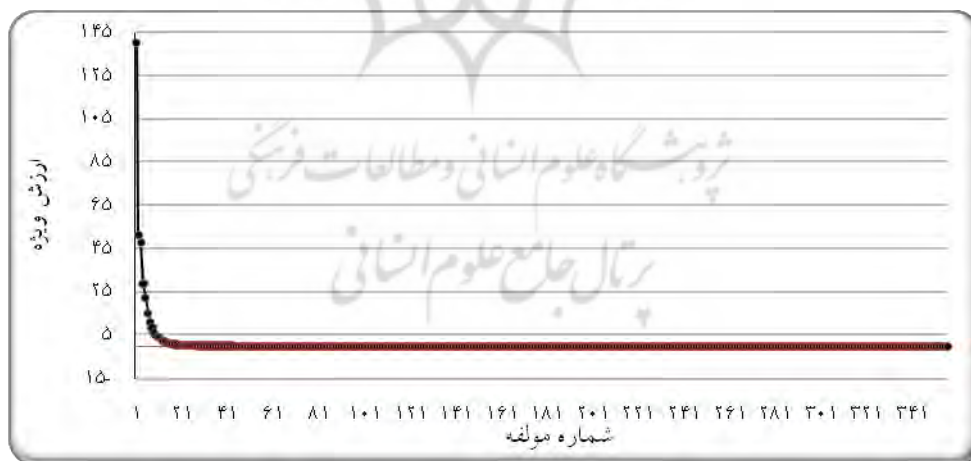 ۱۴۵
۱۲۵
۱۰۵
۸۵
۶۵
۴۵
۲۵
۵
۱۵-
ارزش ویژه
پژوهشگاه علوم انسانی و مطالعات فرهنگی
پرتال جامع علوم انسانی
۱ ۲۱ ۴۱ ۶۱ ۸۱ ۱۰۱ ۱۲۱ ۱۴۱ ۱۶۱ ۱۸۱ ۲۰۱ ۲۲۱ ۲۴۱ ۲۶۱ ۲۸۱ ۳۰۱ ۳۲۱ ۳۴۱
شماره مولفه